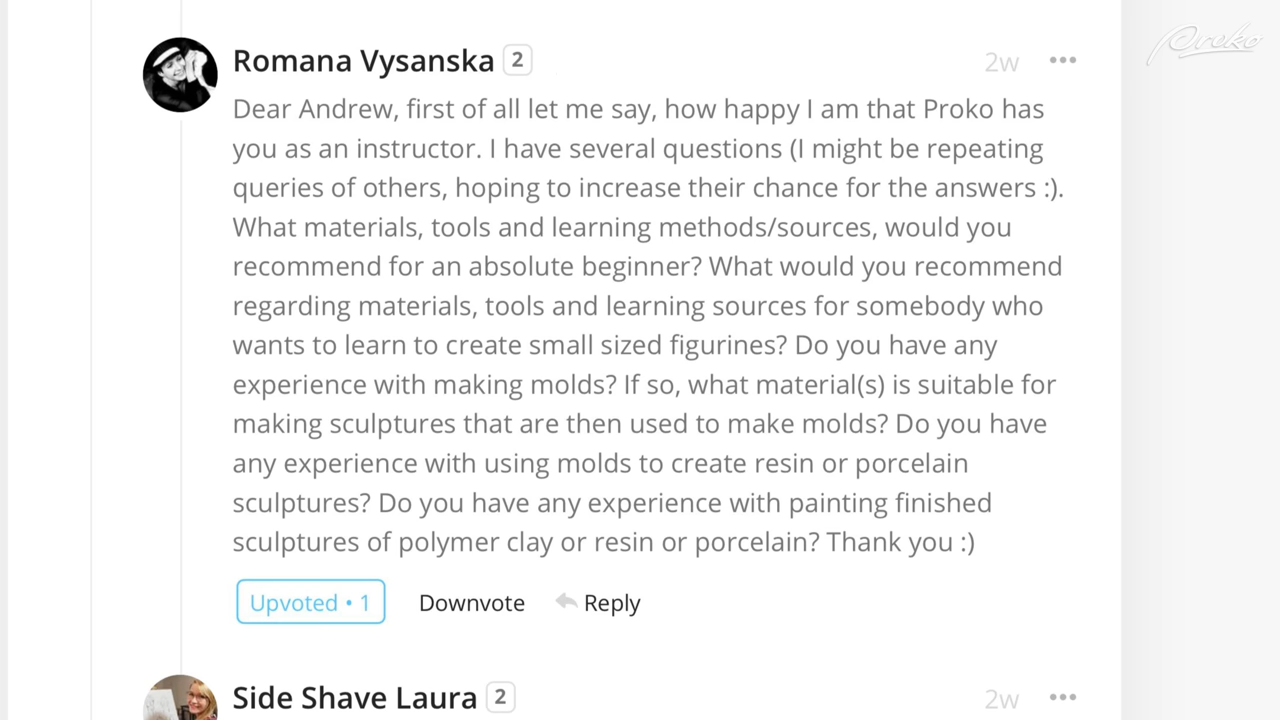 Proko
Romana Vysanska 2
2w
Dear Andrew, first of all let me say, how happy I am that Proko has
you as an instructor. I have several questions (I might be repeating
queries of others, hoping to increase their chance for the answers :).
What materials, tools and learning methods/sources, would you
recommend for an absolute beginner? What would you recommend
regarding materials, tools and learning sources for somebody who
wants to learn to create small sized figurines? Do you have any
experience with making molds? If so, what material(s) is suitable for
making sculptures that are then used to make molds? Do you have
any experience with using molds to create resin or porcelain
sculptures? Do you have any experience with painting finished
sculptures of polymer clay or resin or porcelain? Thank you :)
Upvoted • 1 Downvote Reply
Side Shave Laura 2
2w